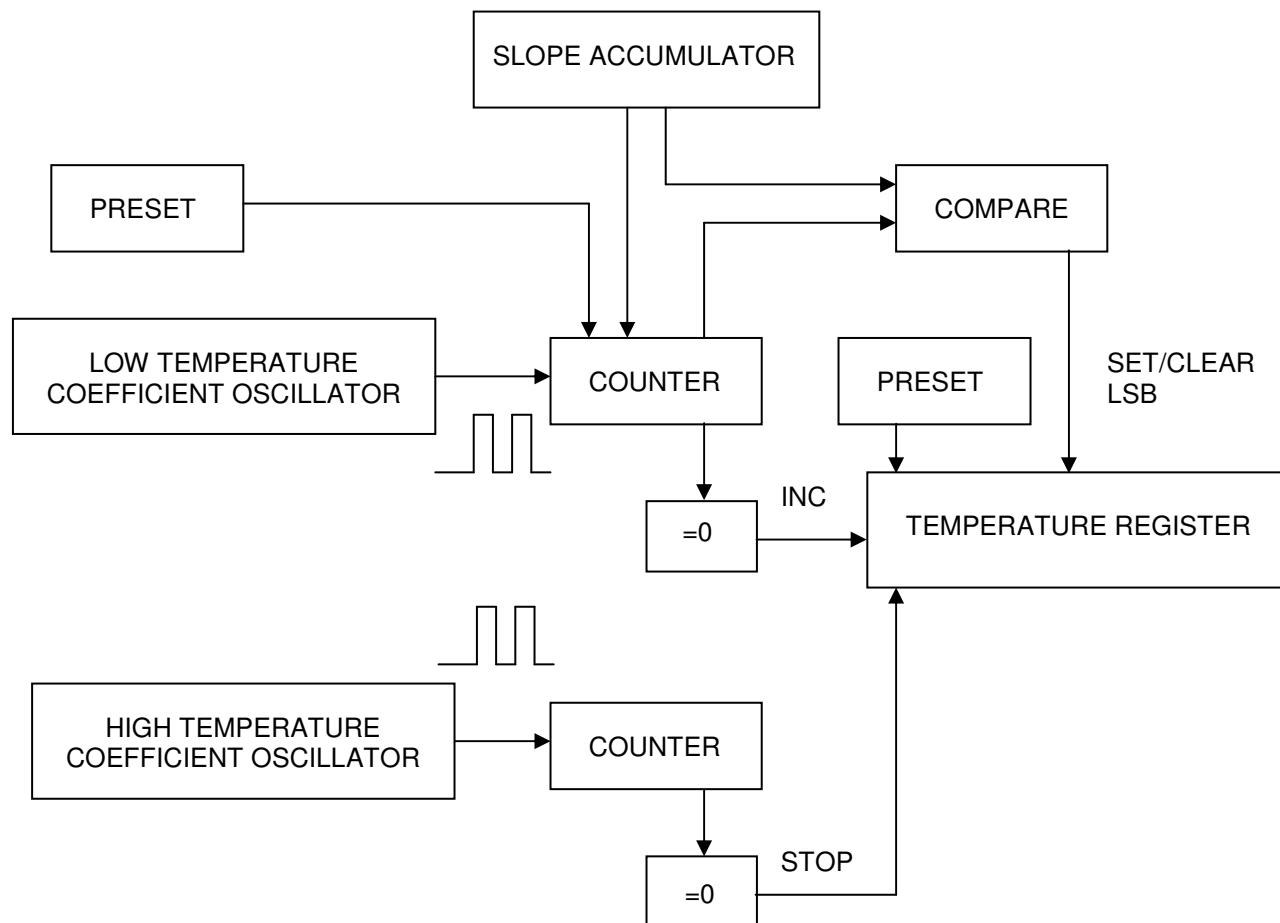 SLOPE ACCUMULATOR
PRESET
COMPARE
LOW TEMPERATURE
COEFFICIENT OSCILLATOR
COUNTER
PRESET
SET/CLEAR
LSB
=0
INC
TEMPERATURE REGISTER
HIGH TEMPERATURE
COEFFICIENT OSCILLATOR
COUNTER
=0
STOP